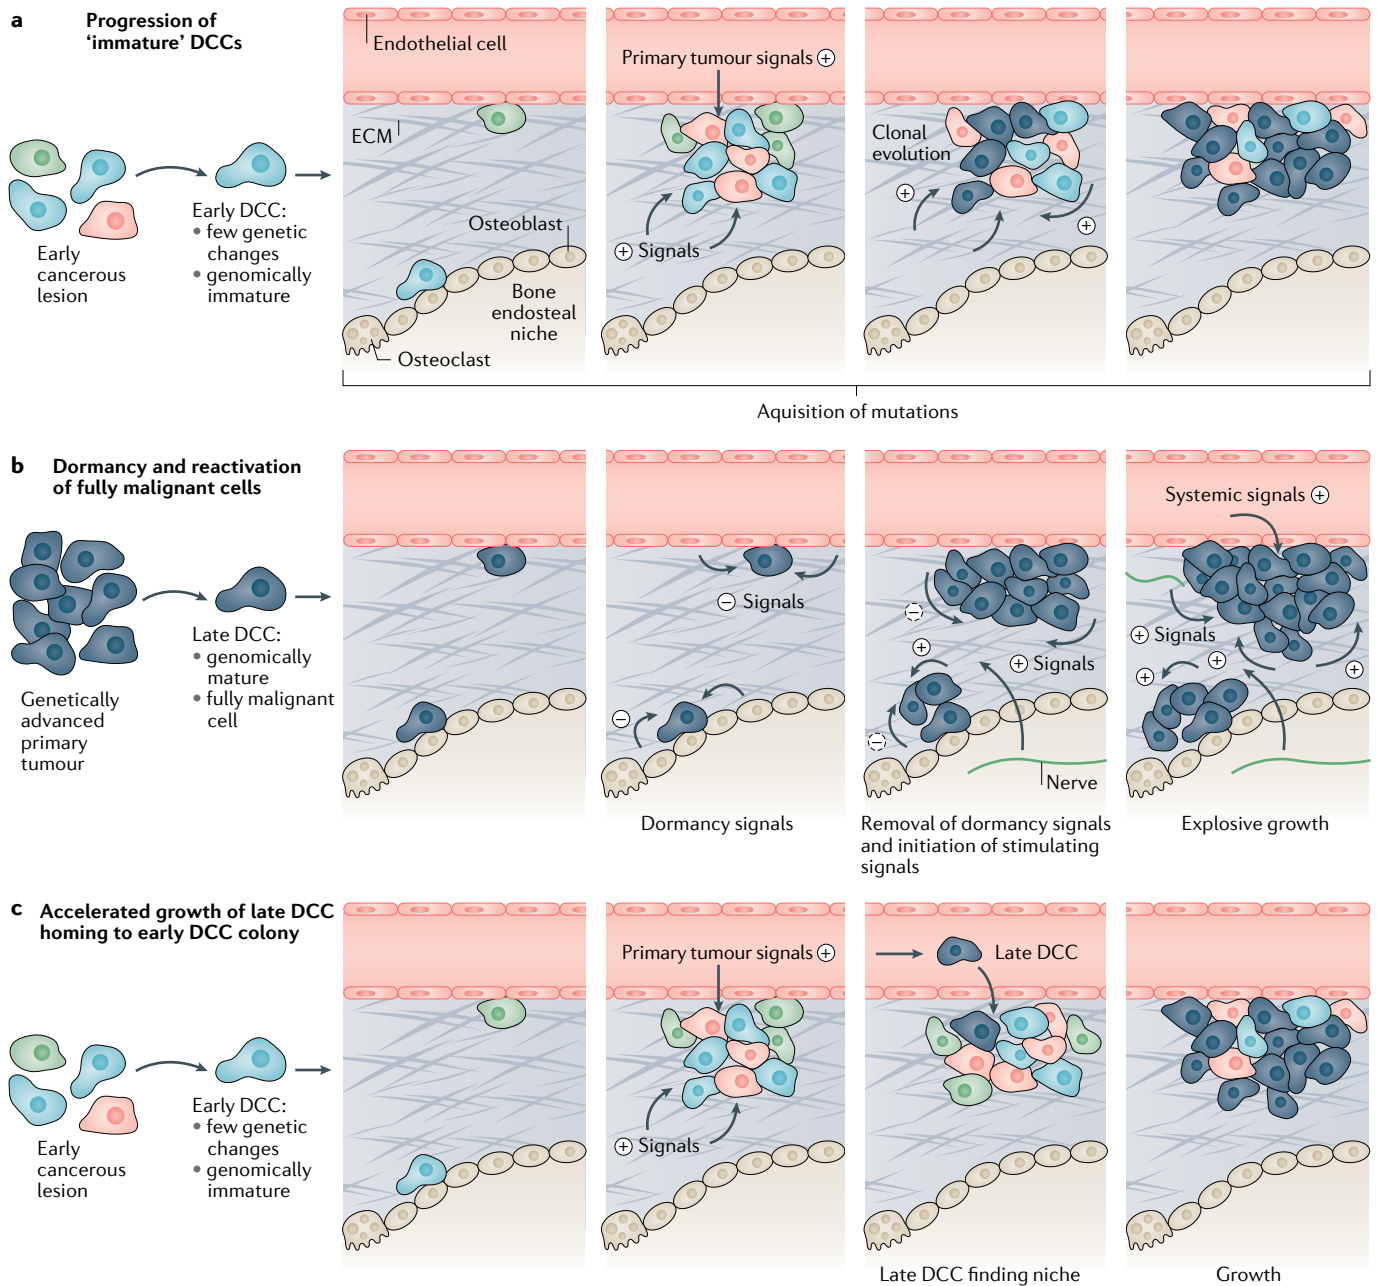 a
Progression of
‘immature’ DCCs
Early
cancerous
lesion
Early DCC:
• few genetic
changes
• genomically
immature
Endothelial cell
ECM
Osteoblast
Bone
endosteal
niche
Osteoclast
Primary tumour signals +
+ Signals
Clonal
evolution
+
+
Aquisition of mutations
b
Dormancy and reactivation
of fully malignant cells
Genetically
advanced
primary
tumour
Late DCC:
• genomically
mature
• fully malignant
cell
− Signals
−
Dormancy signals
−
+
+ Signals
−
Nerve
Removal of dormancy signals
and initiation of stimulating
signals
Systemic signals +
+ Signals
+
+
+
Explosive growth
c
Accelerated growth of late DCC
homing to early DCC colony
Early
cancerous
lesion
Early DCC:
• few genetic
changes
• genomically
immature
Primary tumour signals +
+ Signals
Late DCC
Late DCC finding niche
Growth